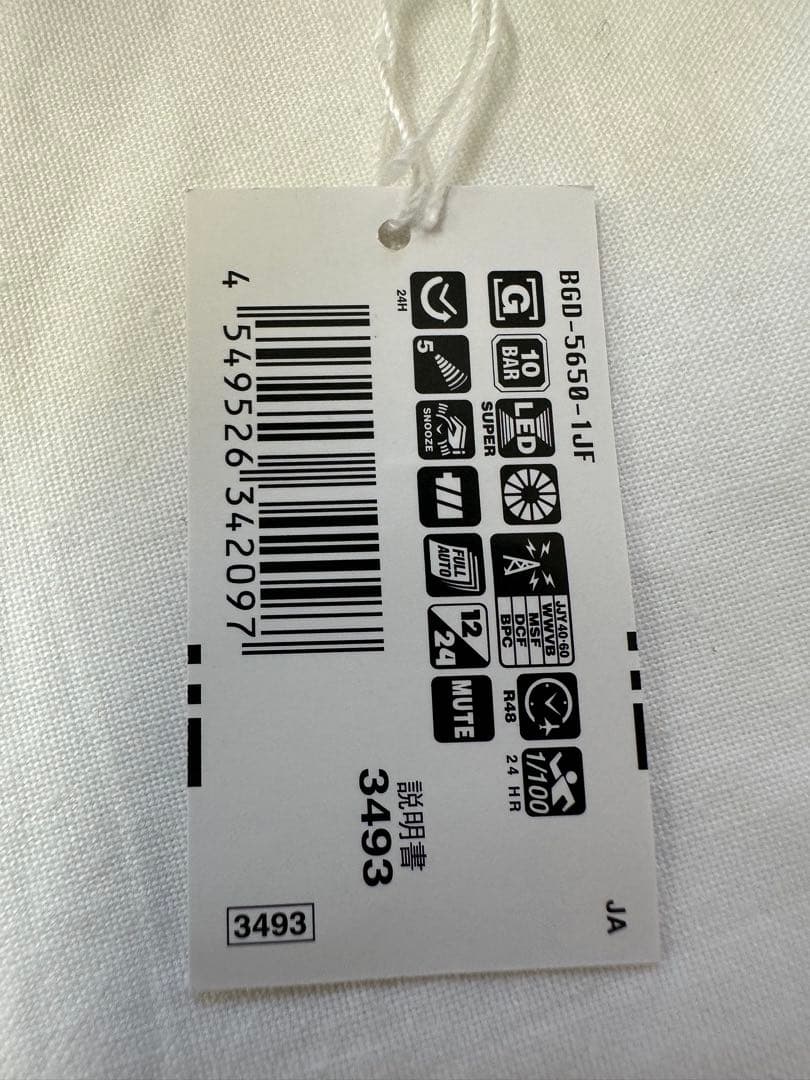 BGD-5650-1JF
G
10
BAR
LED
SUPER
JJY40·60
WWVB
MSF
DCF
BPC
R48
1/100
24 HR
24H
5
SNOOZE
FULL
AUTO
12/24
MUTE
4 549526 342097
説明書
3493
JA
3493